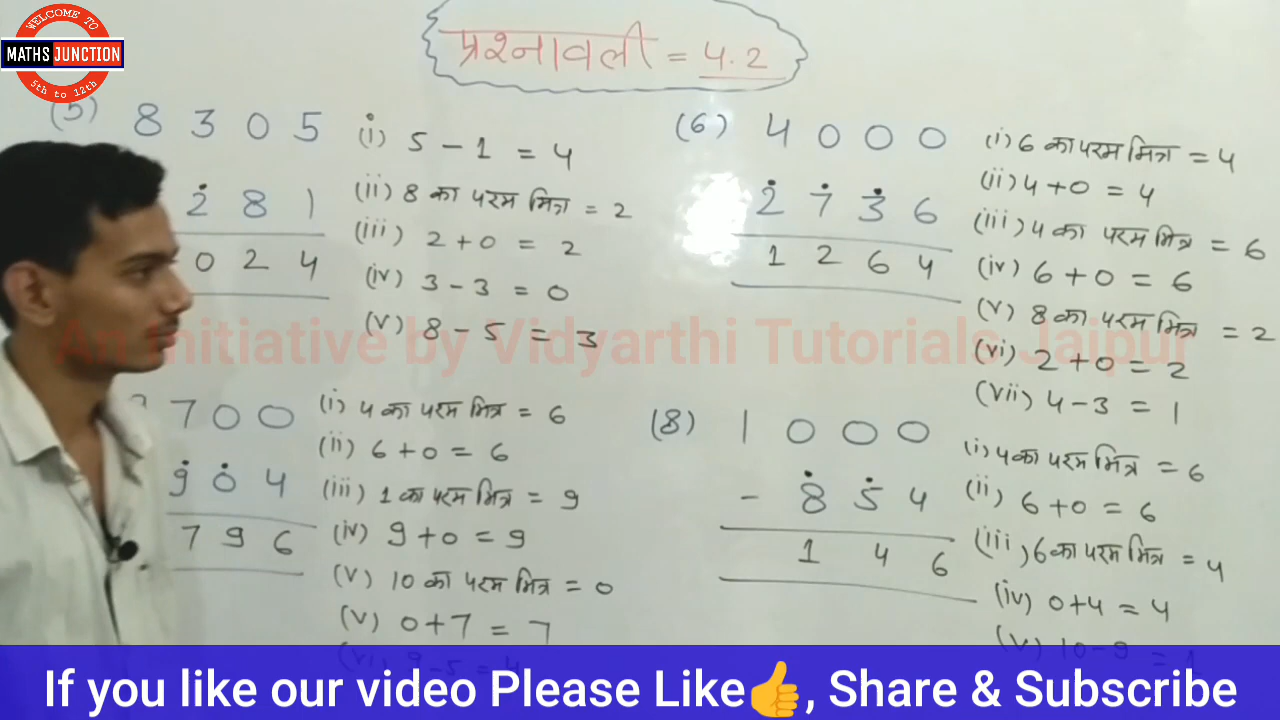 WELCOME TO
MATHS JUNCTION
5th to 12th
प्रश्नावली = 4.2
(5) 8 3 0 5
2 8 1
0 2 4
(i) 5 - 1 = 4
(ii) 8 का परम मित्र = 2
(iii) 2 + 0 = 2
(iv) 3 - 3 = 0
(v) 8 - 5 = 3
(6) 4 0 0 0
2 7 3 6
1 2 6 4
(i) 6 का परम मित्र = 4
(ii) 4 + 0 = 4
(iii) 4 का परम मित्र = 6
(iv) 6 + 0 = 6
(v) 8 का परम मित्र = 2
(vi) 2 + 0 = 2
(vii) 4 - 3 = 1
An Initiative by Vidyarthi Tutorials Jaipur
7 0 0
9 0 4
7 9 6
(i) 4 का परम मित्र = 6
(ii) 6 + 0 = 6
(iii) 1 का परम मित्र = 9
(iv) 9 + 0 = 9
(v) 10 का परम मित्र = 0
(v) 0 + 7 = 7
(8) 1 0 0 0
- 8 5 4
1 4 6
(i) 4 का परम मित्र = 6
(ii) 6 + 0 = 6
(iii) 6 का परम मित्र = 4
(iv) 0 + 4 = 4
(v) 10 - 9 = 1
If you like our video Please Like👍, Share & Subscribe